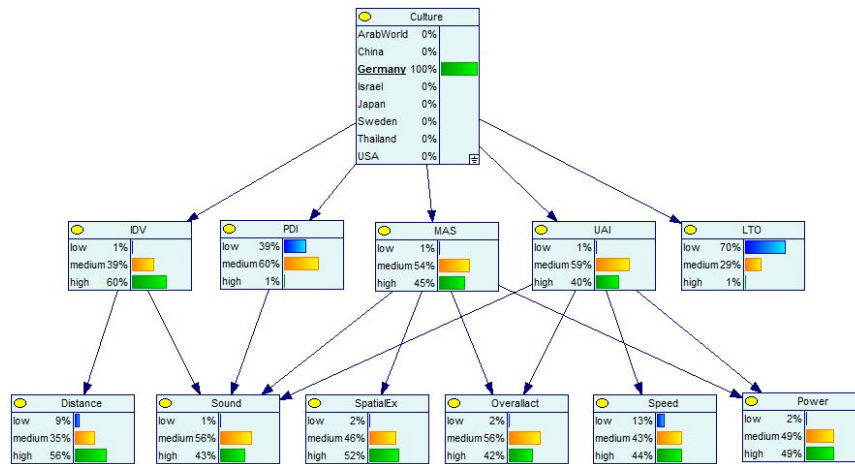 Culture
ArabWorld 0%
China 0%
Germany 100%
Israel 0%
Japan 0%
Sweden 0%
Thailand 0%
USA 0%
IDV
low 1%
medium 39%
high 60%
PDI
low 39%
medium 60%
high 1%
MAS
low 1%
medium 54%
high 45%
UAI
low 1%
medium 59%
high 40%
LTO
low 70%
medium 29%
high 1%
Distance
low 9%
medium 35%
high 56%
Sound
low 1%
medium 56%
high 43%
SpatialEx
low 2%
medium 46%
high 52%
Overallact
low 2%
medium 56%
high 42%
Speed
low 13%
medium 43%
high 44%
Power
low 2%
medium 49%
high 49%